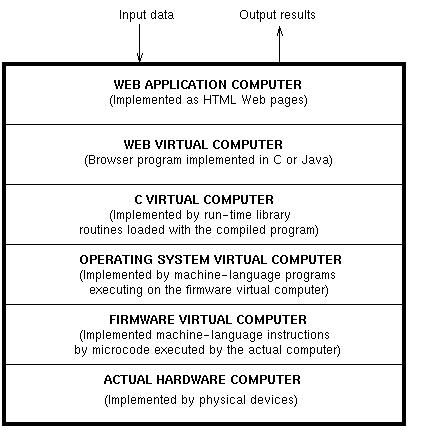 Input data
Output results
WEB APPLICATION COMPUTER
(Implemented as HTML Web pages)
WEB VIRTUAL COMPUTER
(Browser program implemented in C or Java)
C VIRTUAL COMPUTER
(Implemented by run-time library
routines loaded with the compiled program)
OPERATING SYSTEM VIRTUAL COMPUTER
(Implemented by machine-language programs
executing on the firmware virtual computer)
FIRMWARE VIRTUAL COMPUTER
(Implemented machine-language instructions
by microcode executed by the actual computer)
ACTUAL HARDWARE COMPUTER
(Implemented by physical devices)